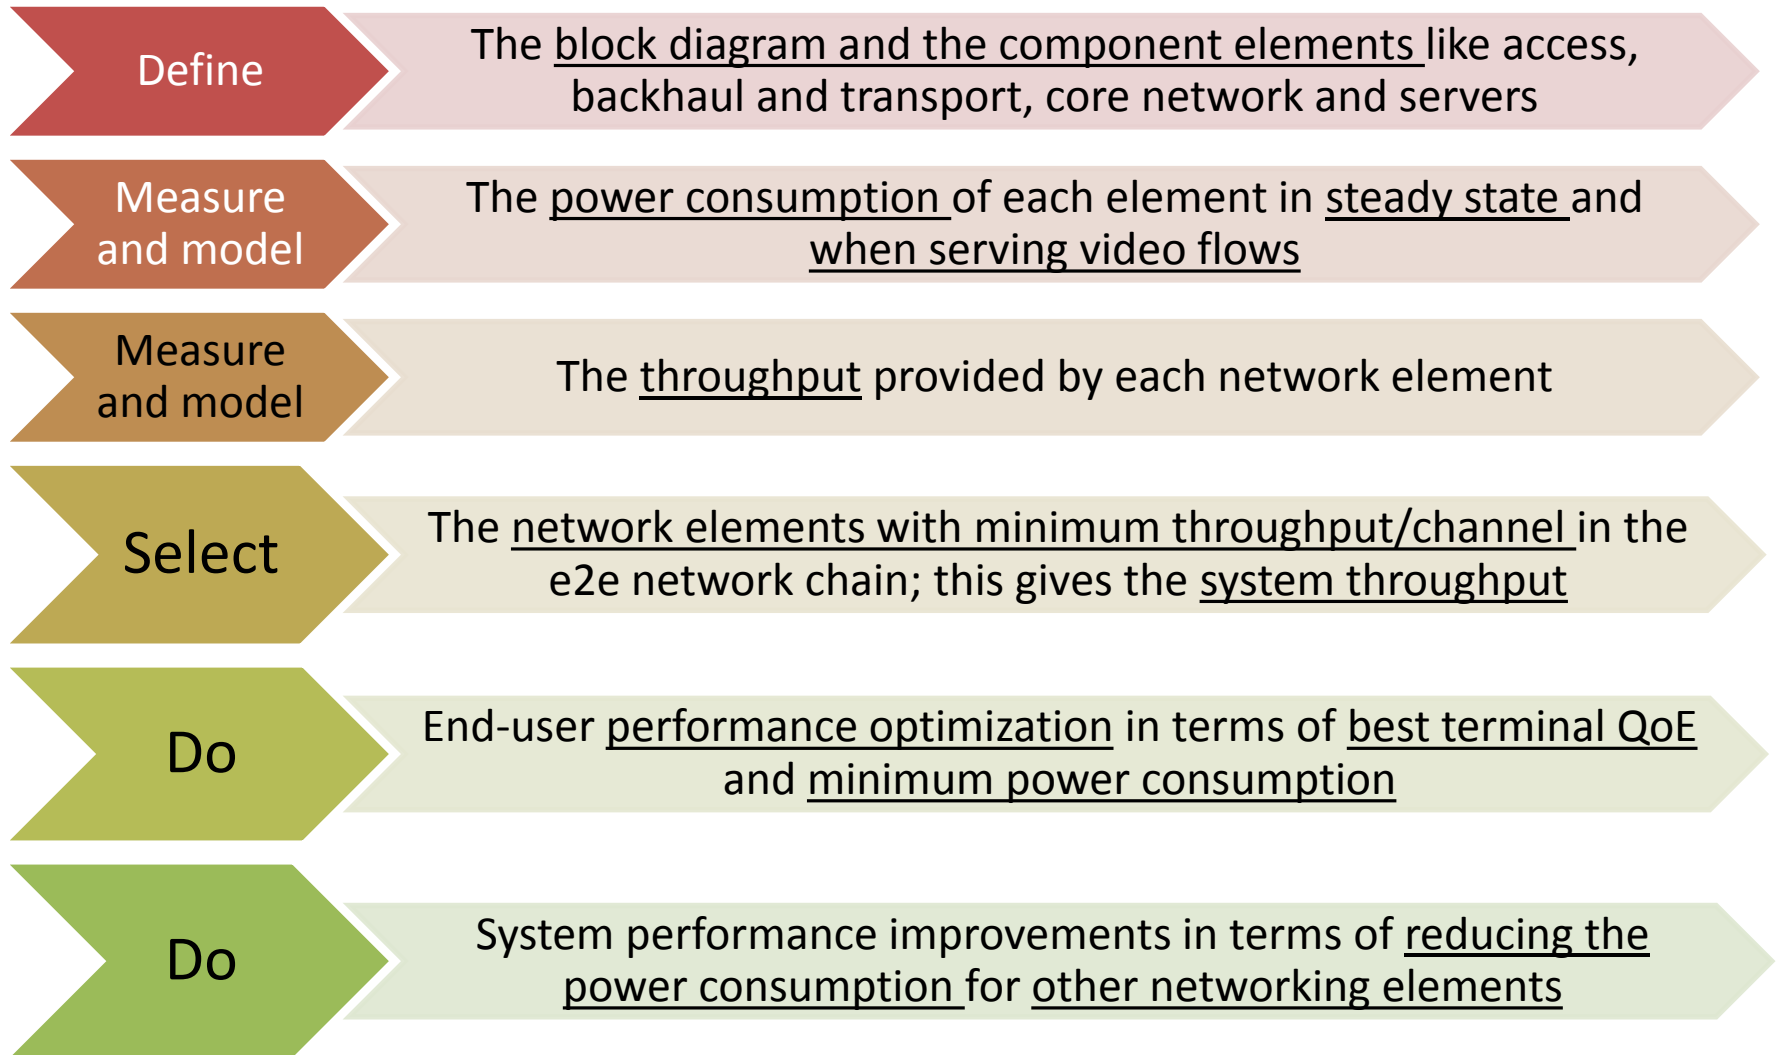 Define
The block diagram and the component elements like access,
backhaul and transport, core network and servers
Measure
and model
The power consumption of each element in steady state and
when serving video flows
Measure
and model
The throughput provided by each network element
Select
The network elements with minimum throughput/channel in the
e2e network chain; this gives the system throughput
Do
End-user performance optimization in terms of best terminal QoE
and minimum power consumption
Do
System performance improvements in terms of reducing the
power consumption for other networking elements